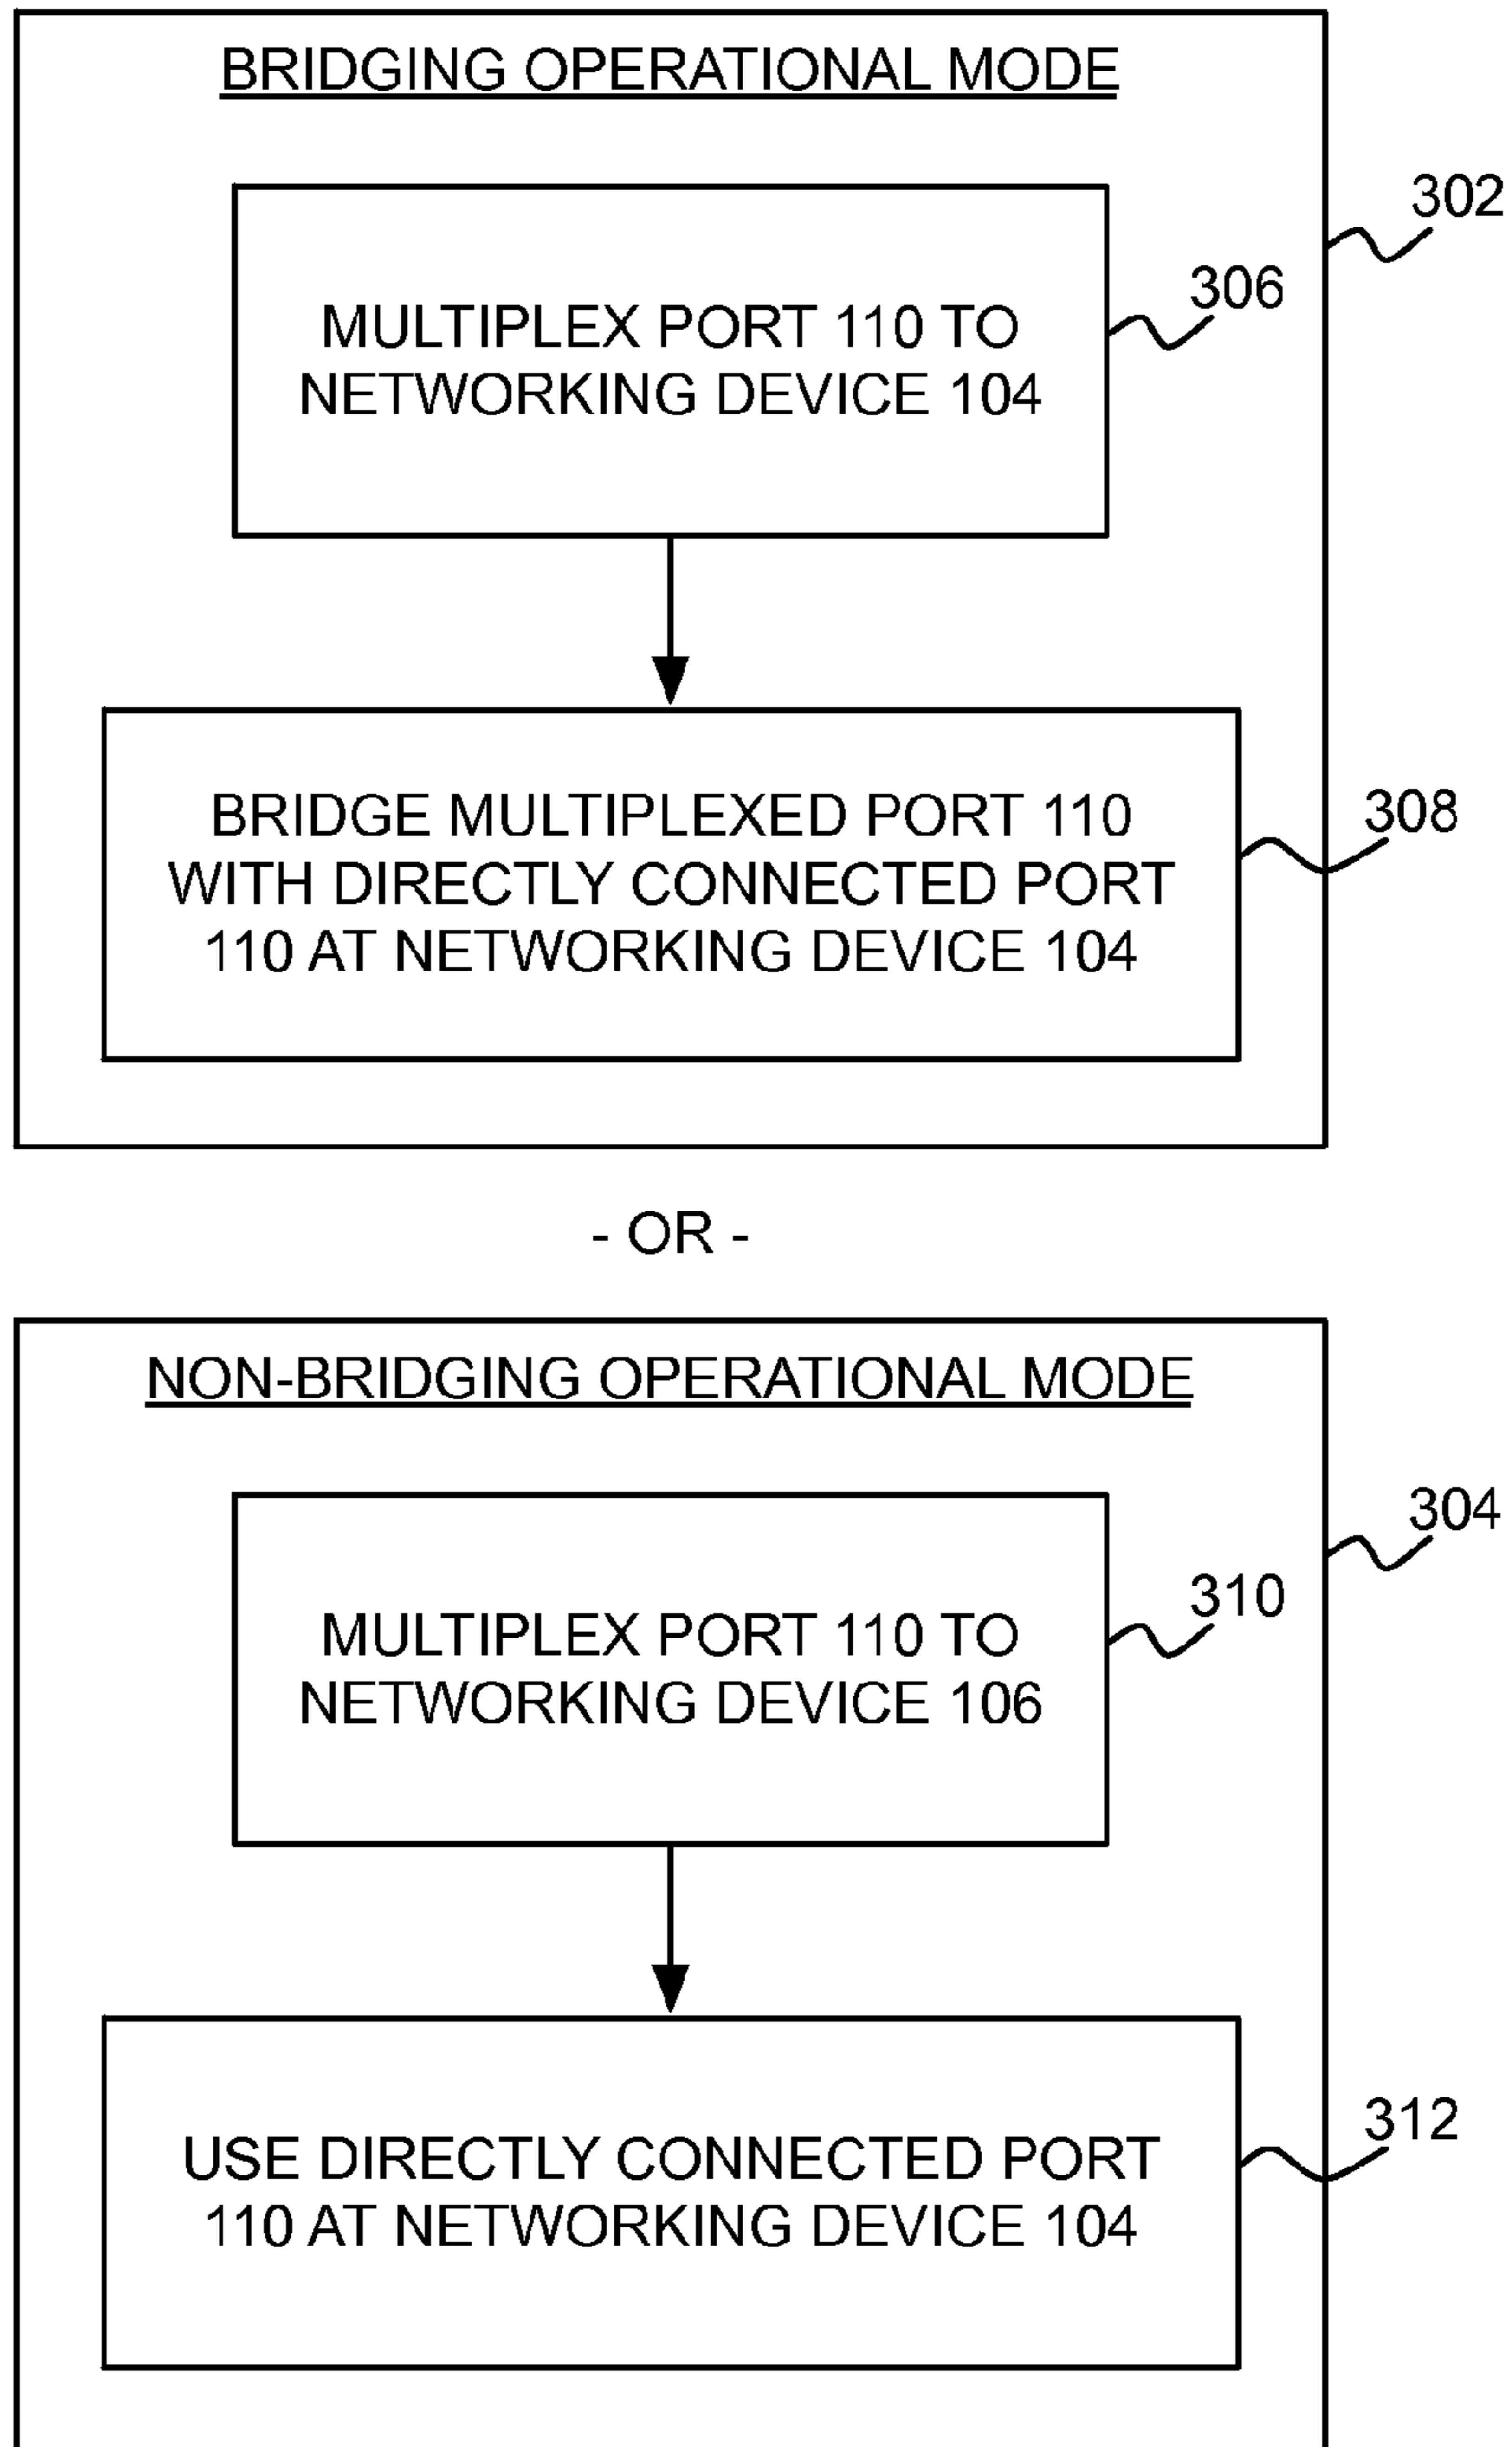 BRIDGING OPERATIONAL MODE
302
306
MULTIPLEX PORT 110 TO
NETWORKING DEVICE 104
308
BRIDGE MULTIPLEXED PORT 110
WITH DIRECTLY CONNECTED PORT
110 AT NETWORKING DEVICE 104
- OR -
NON-BRIDGING OPERATIONAL MODE
304
310
MULTIPLEX PORT 110 TO
NETWORKING DEVICE 106
312
USE DIRECTLY CONNECTED PORT
110 AT NETWORKING DEVICE 104